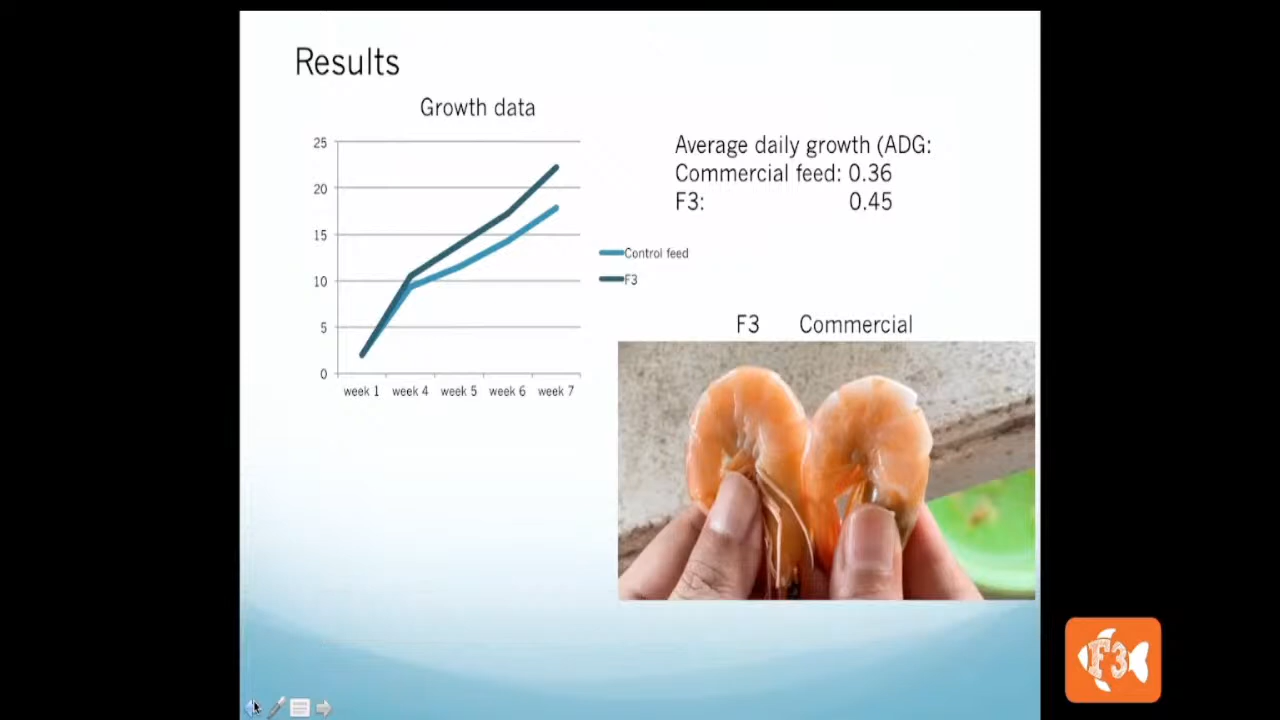 Results
Growth data
25
20
15
10
5
0
week 1 week 4 week 5 week 6 week 7
Control feed
F3
Average daily growth (ADG:
Commercial feed: 0.36
F3: 0.45
F3 Commercial
F3